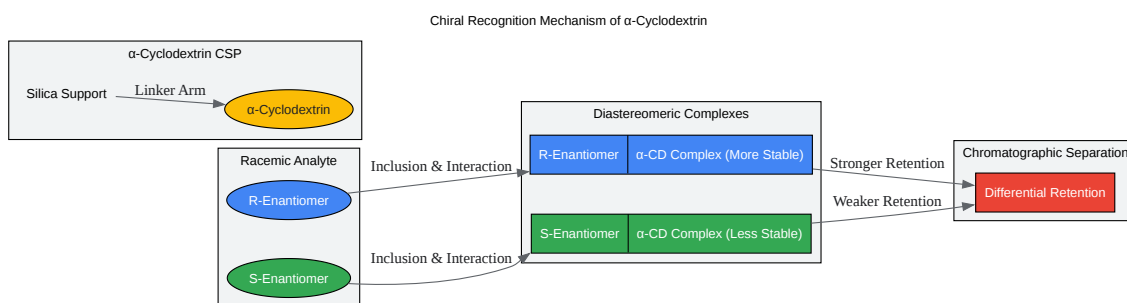 Chiral Recognition Mechanism of α-Cyclodextrin
α-Cyclodextrin CSP
Silica Support
Linker Arm
α-Cyclodextrin
Racemic Analyte
R-Enantiomer
S-Enantiomer
Inclusion & Interaction
Inclusion & Interaction
Diastereomeric Complexes
R-Enantiomer
α-CD Complex (More Stable)
S-Enantiomer
α-CD Complex (Less Stable)
Stronger Retention
Weaker Retention
Chromatographic Separation
Differential Retention